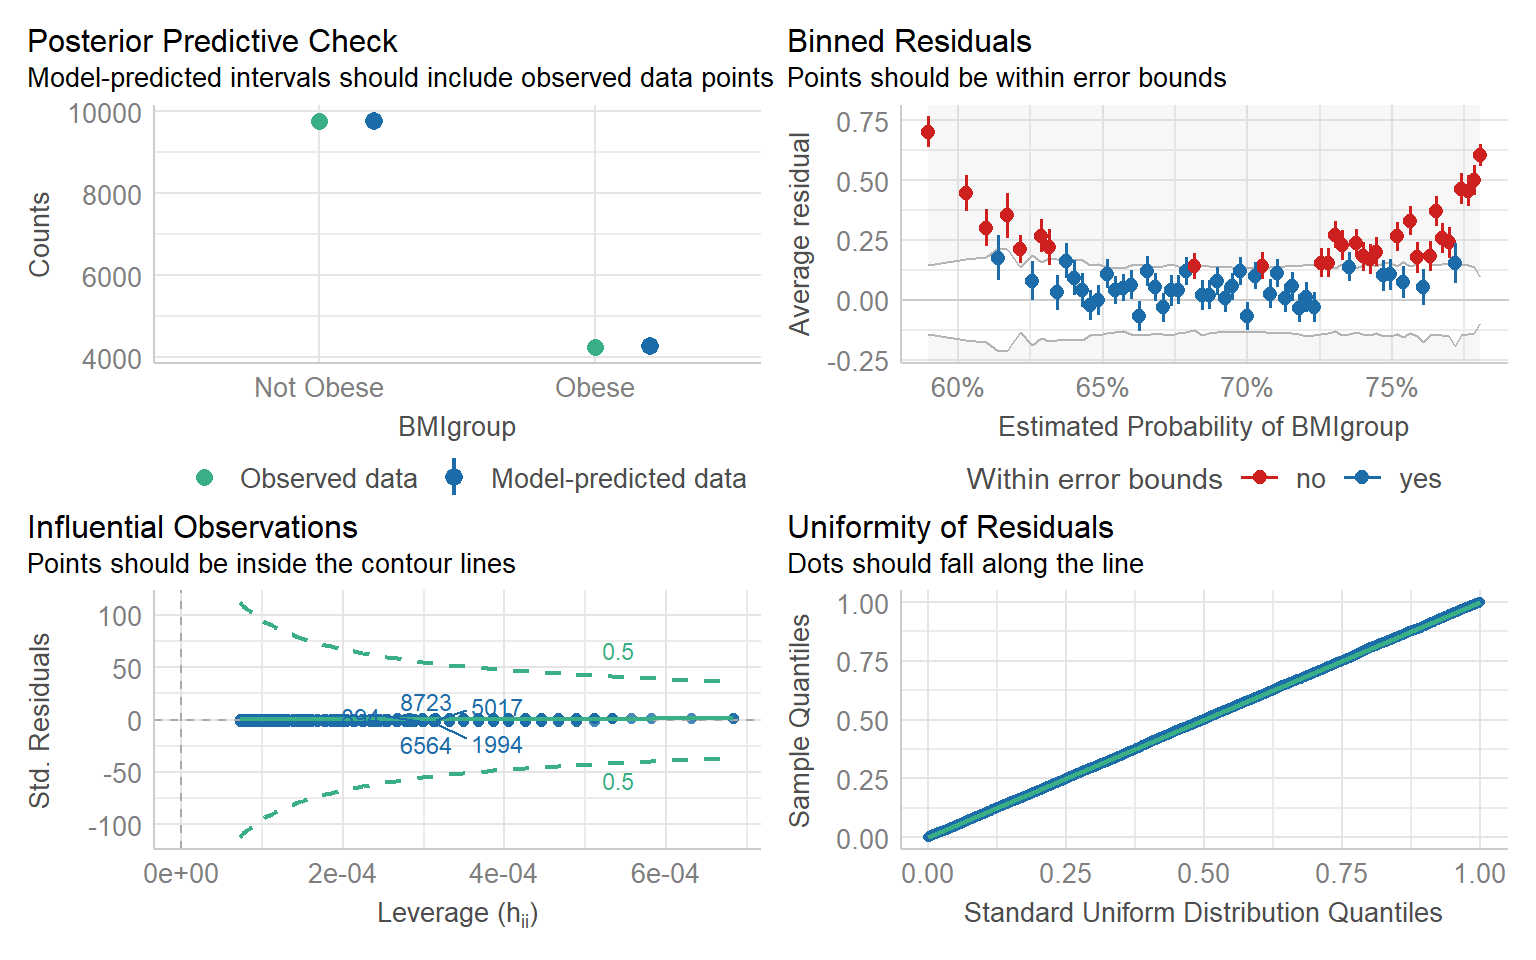 Posterior Predictive Check
Model-predicted intervals should include observed data points
10000
8000
6000
4000
Counts
Not Obese
Obese
BMIgroup
Observed data
Model-predicted data
Binned Residuals
Points should be within error bounds
0.75
0.50
0.25
0.00
-0.25
Average residual
60%
65%
70%
75%
Estimated Probability of BMIgroup
Within error bounds
no
yes
Influential Observations
Points should be inside the contour lines
100
50
0
-50
-100
Std. Residuals
0.5
8723
5017
894
6564
1994
0.5
0e+00
2e-04
4e-04
6e-04
Leverage (hii)
Uniformity of Residuals
Dots should fall along the line
1.00
0.75
0.50
0.25
0.00
Sample Quantiles
0.00
0.25
0.50
0.75
1.00
Standard Uniform Distribution Quantiles